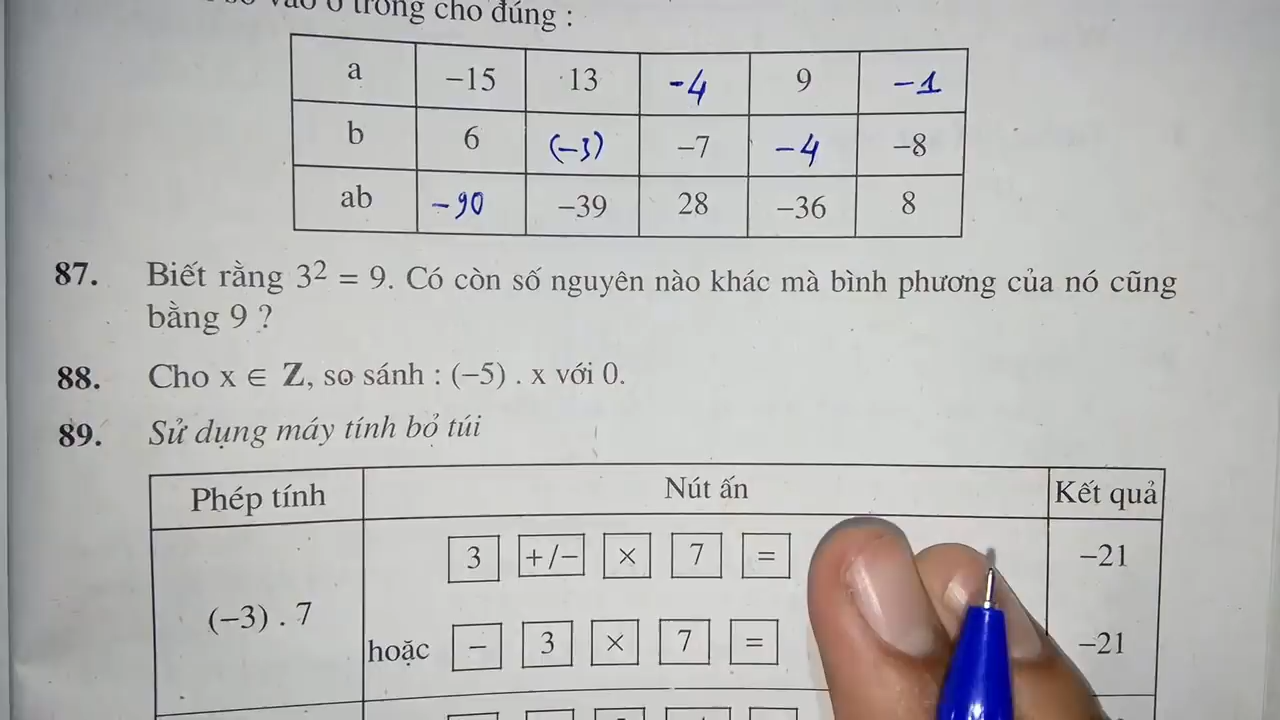 trong cho đúng :
a −15 13 -4 9 -1
b 6 (-3) −7 -4 −8
ab -90 −39 28 −36 8
87. Biết rằng 3² = 9. Có còn số nguyên nào khác mà bình phương của nó cũng
bằng 9 ?
88. Cho x ∈ Z, so sánh : (−5) . x với 0.
89. Sử dụng máy tính bỏ túi
Phép tính Nút ấn Kết quả
3 +/− × 7 = −21
(−3) . 7
hoặc − 3 × 7 = −21